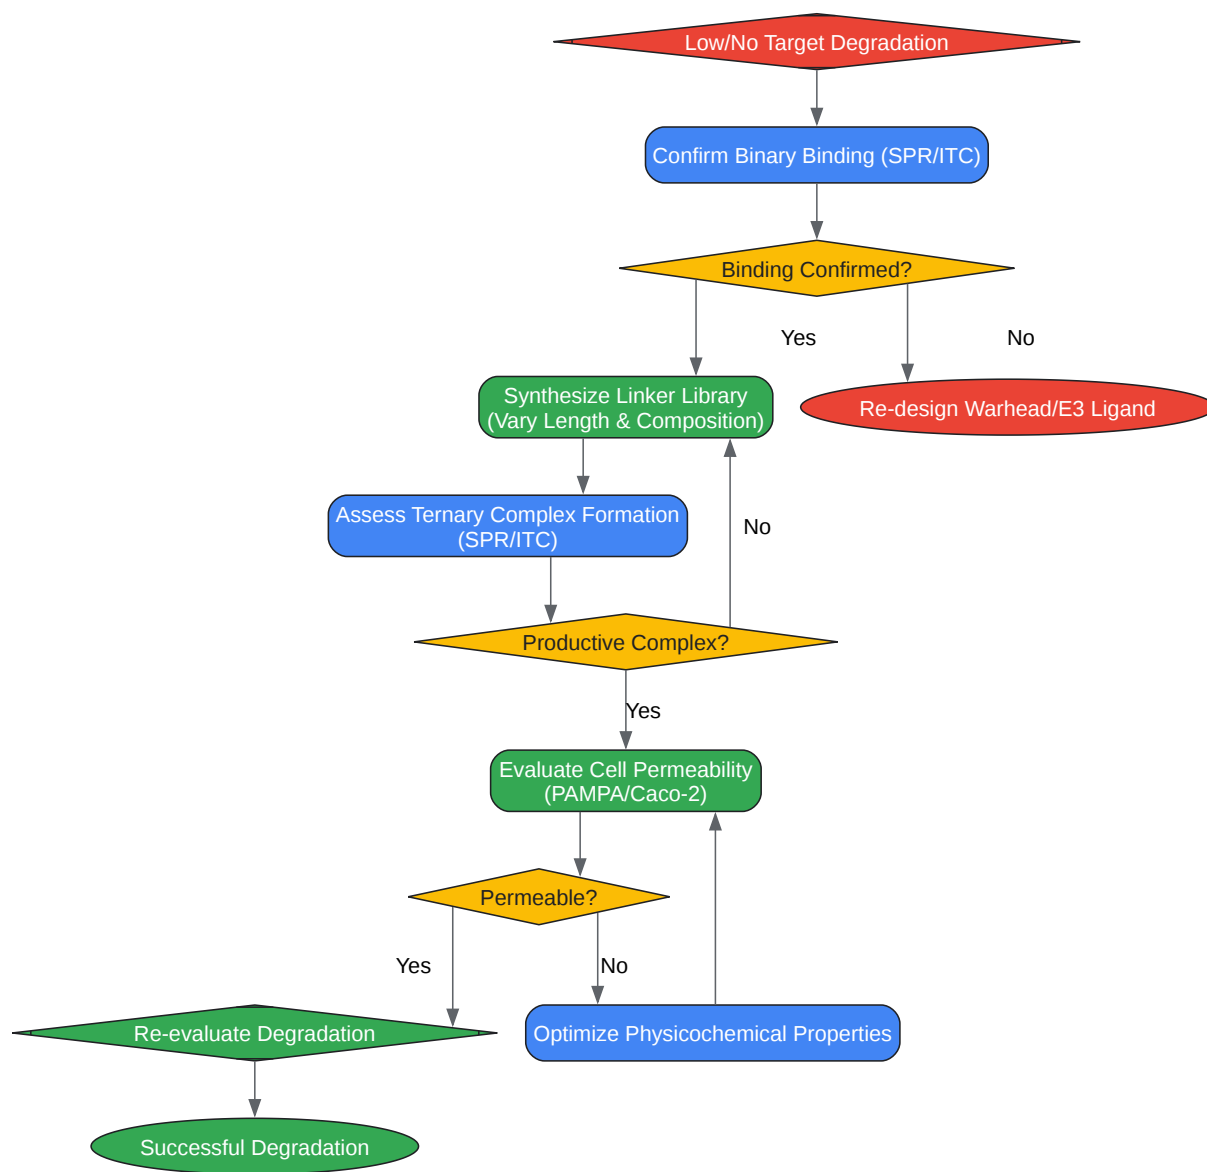 Low/No Target Degradation
Confirm Binary Binding (SPR/ITC)
Binding Confirmed?
Yes
No
Synthesize Linker Library
(Vary Length & Composition)
Re-design Warhead/E3 Ligand
Assess Ternary Complex Formation
(SPR/ITC)
No
Productive Complex?
Yes
Evaluate Cell Permeability
(PAMPA/Caco-2)
Permeable?
Yes
No
Re-evaluate Degradation
Optimize Physicochemical Properties
Successful Degradation